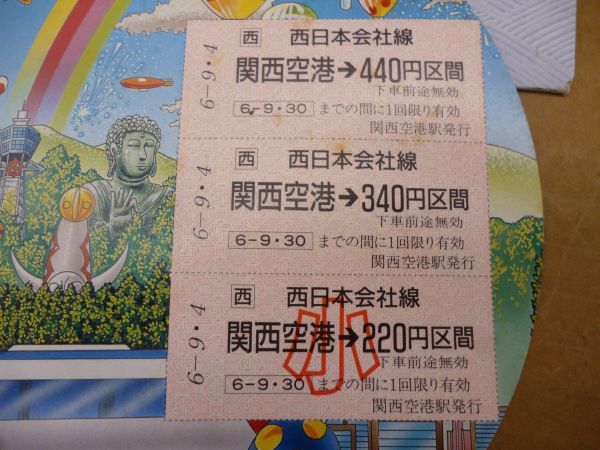 6-9・4
西 西日本会社線
関西空港→440円区間
下車前途無効
6-9・30 までの間に1回限り有効
関西空港駅発行
6-9・4
西 西日本会社線
関西空港→340円区間
下車前途無効
6-9・30 までの間に1回限り有効
関西空港駅発行
6-9・4
西 西日本会社線
関西空港→220円区間
小
下車前途無効
6-9・30 までの間に1回限り有効
関西空港駅発行